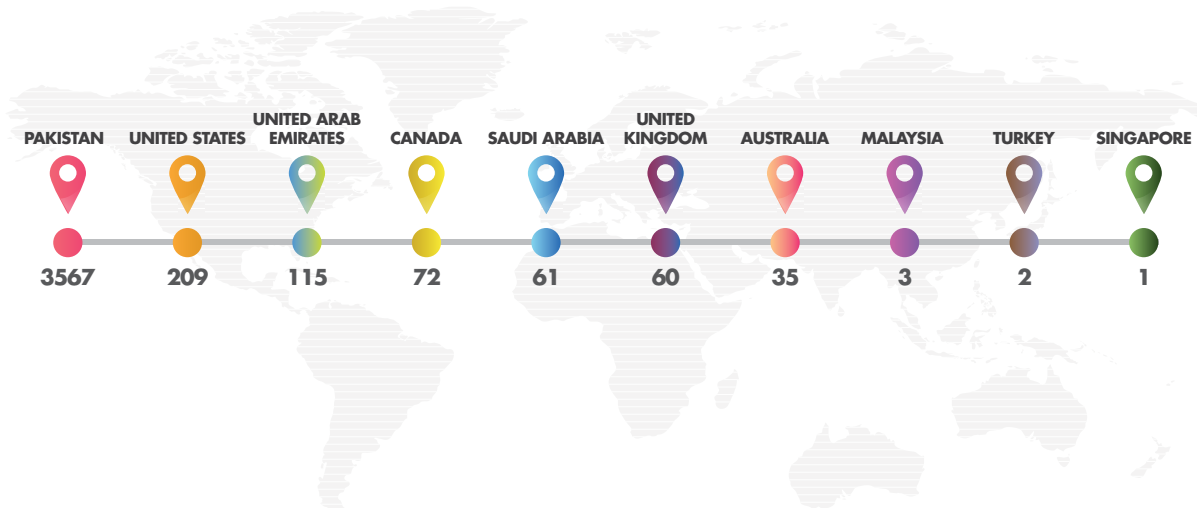 PAKISTAN
3567
UNITED STATES
209
UNITED ARAB
EMIRATES
115
CANADA
72
SAUDI ARABIA
61
UNITED
KINGDOM
60
AUSTRALIA
35
MALAYSIA
3
TURKEY
2
SINGAPORE
1